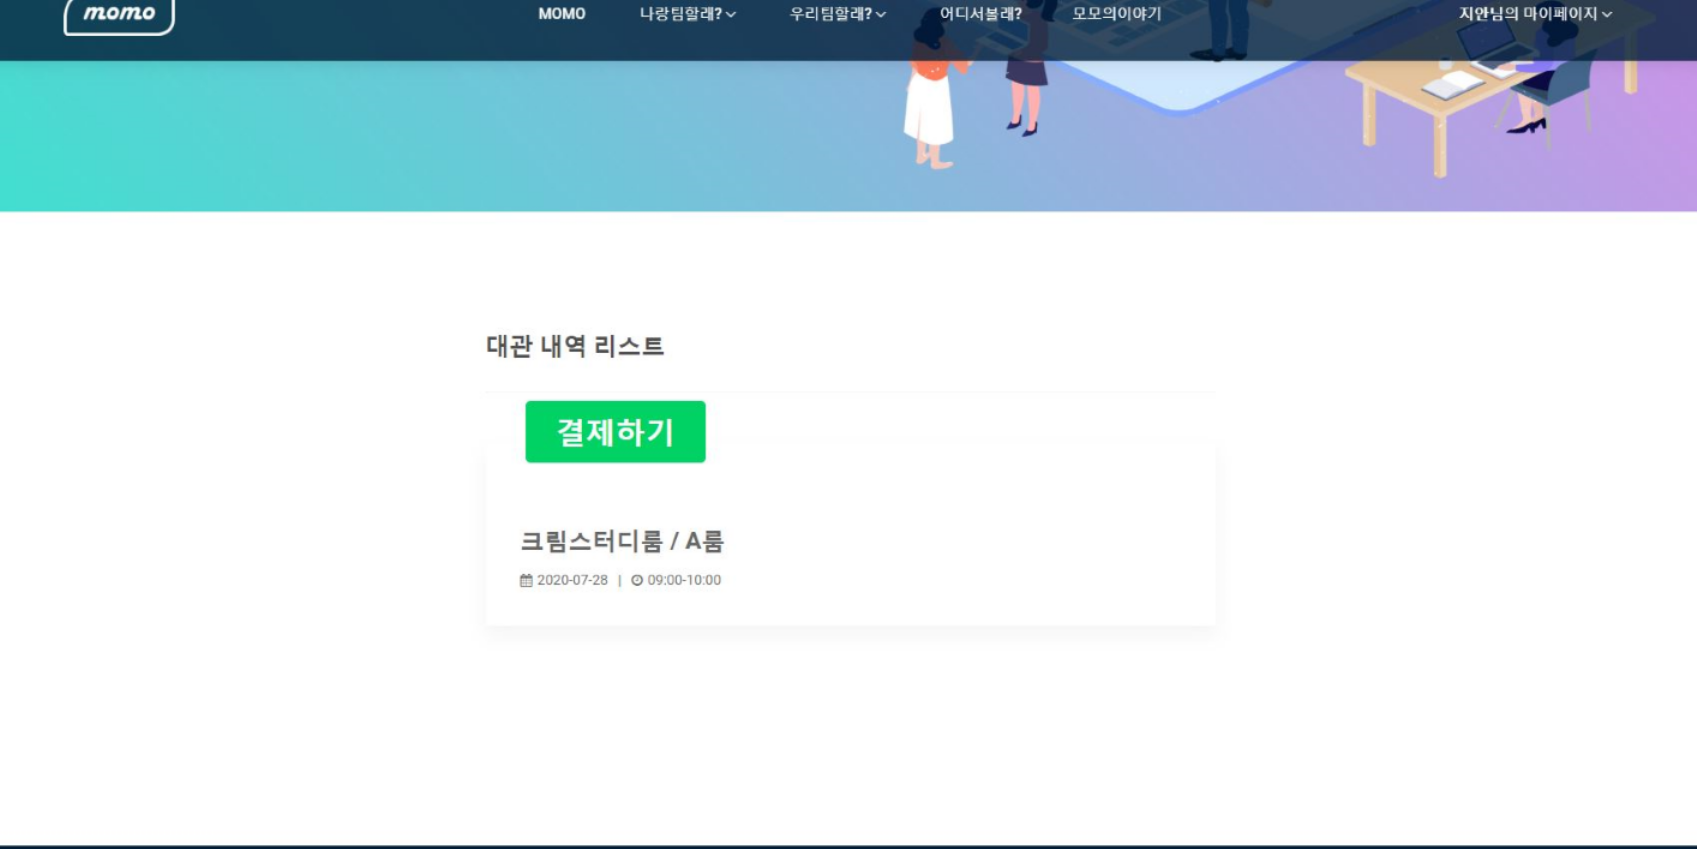 momo
MOMO 나랑팀할래? 우리팀할래? 어디서볼래? 모모의이야기 지안님의 마이페이지
대관 내역 리스트
결제하기
크림스터디룸 / A룸
2020-07-28 | 09:00-10:00